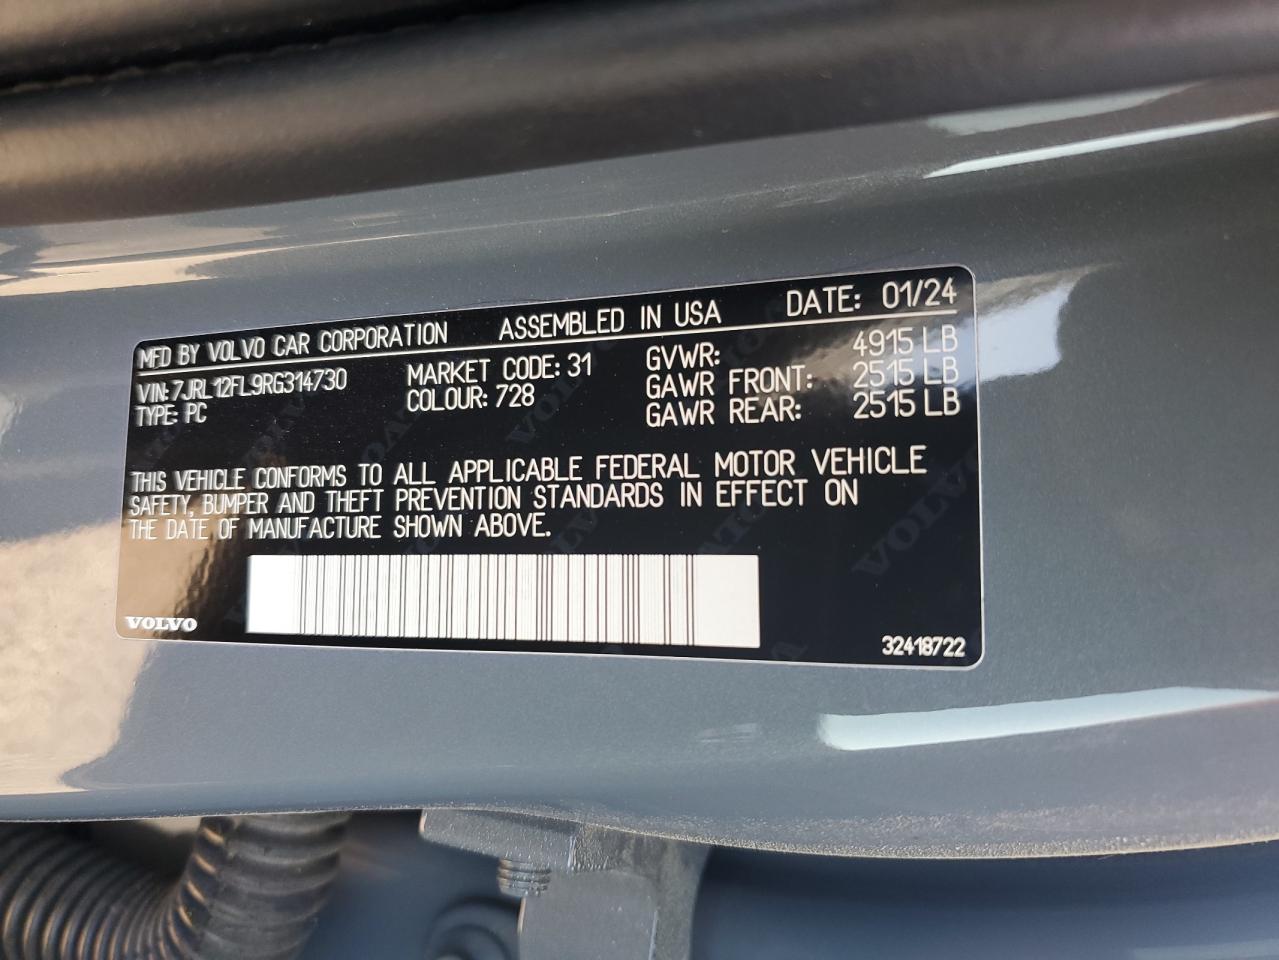 MFD BY VOLVO CAR CORPORATION ASSEMBLED IN USA DATE: 01/24
VIN: 7JRL12FL9RG314730 MARKET CODE: 31 GVWR: 4915 LB
TYPE: PC COLOUR: 728 GAWR FRONT: 2515 LB
GAWR REAR: 2515 LB
THIS VEHICLE CONFORMS TO ALL APPLICABLE FEDERAL MOTOR VEHICLE
SAFETY, BUMPER AND THEFT PREVENTION STANDARDS IN EFFECT ON
THE DATE OF MANUFACTURE SHOWN ABOVE.
VOLVO 32418722